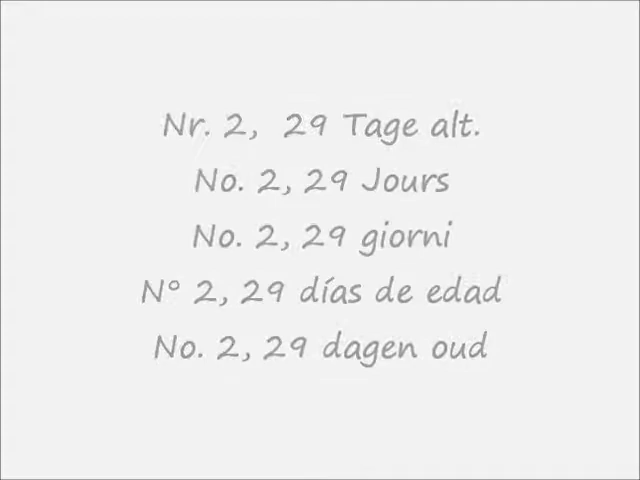 Nr. 2,  29 Tage alt.
No. 2, 29 Jours
No. 2, 29 giorni
N° 2, 29 días de edad
No. 2, 29 dagen oud